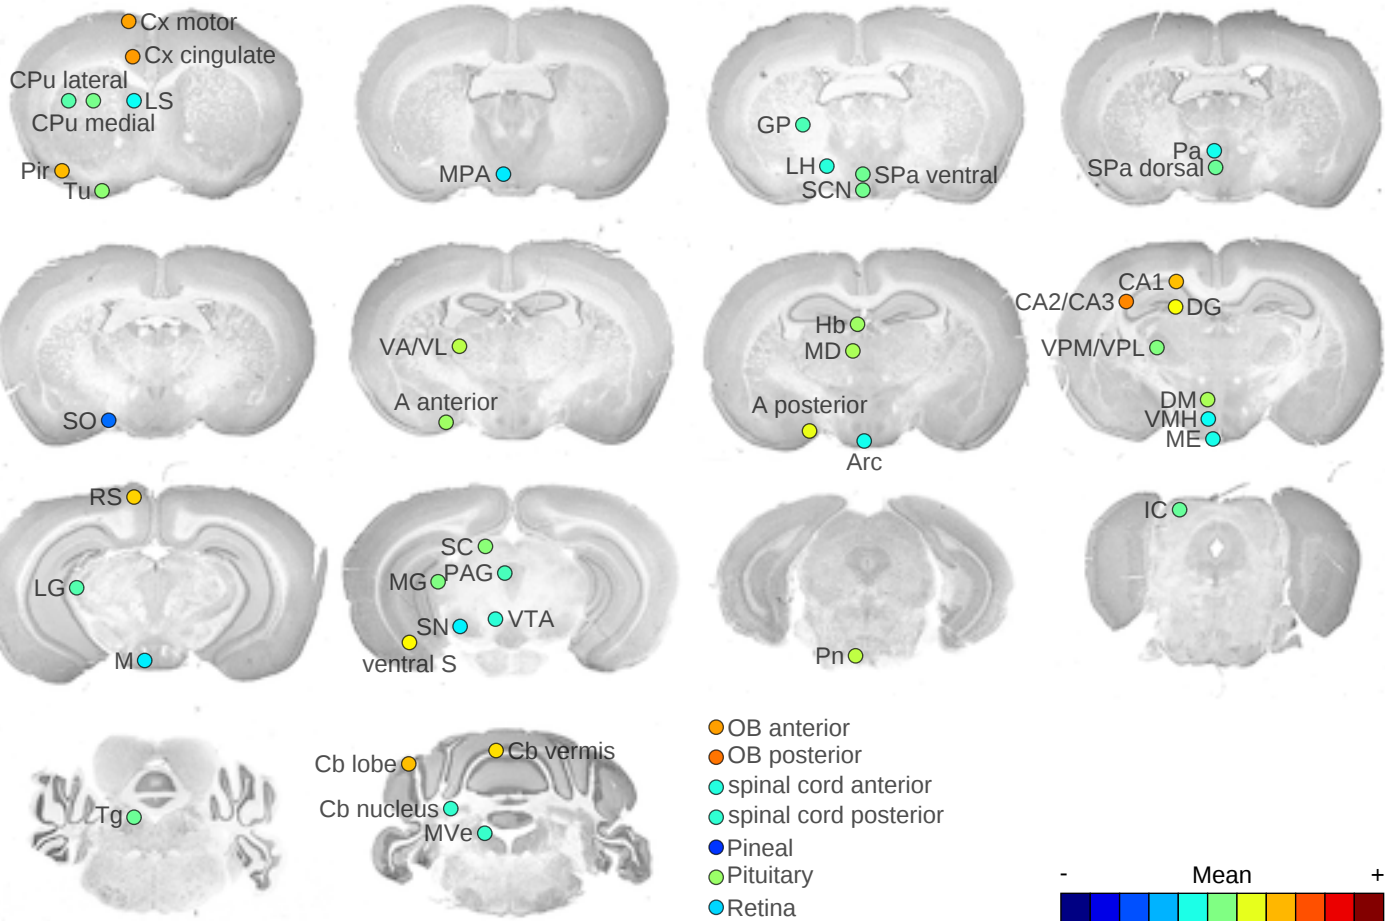 Cx motor
Cx cingulate
CPu lateral
LS
CPu medial
Pir
Tu
MPA
GP
LH
SPa ventral
SCN
Pa
SPa dorsal
SO
VA/VL
A anterior
Hb
MD
A posterior
Arc
CA1
CA2/CA3
DG
VPM/VPL
DM
VMH
ME
RS
LG
M
SC
PAG
MG
SN
VTA
ventral S
Pn
IC
Tg
Cb lobe
Cb vermis
Cb nucleus
MVe
OB anterior
OB posterior
spinal cord anterior
spinal cord posterior
Pineal
Pituitary
Retina
- Mean +